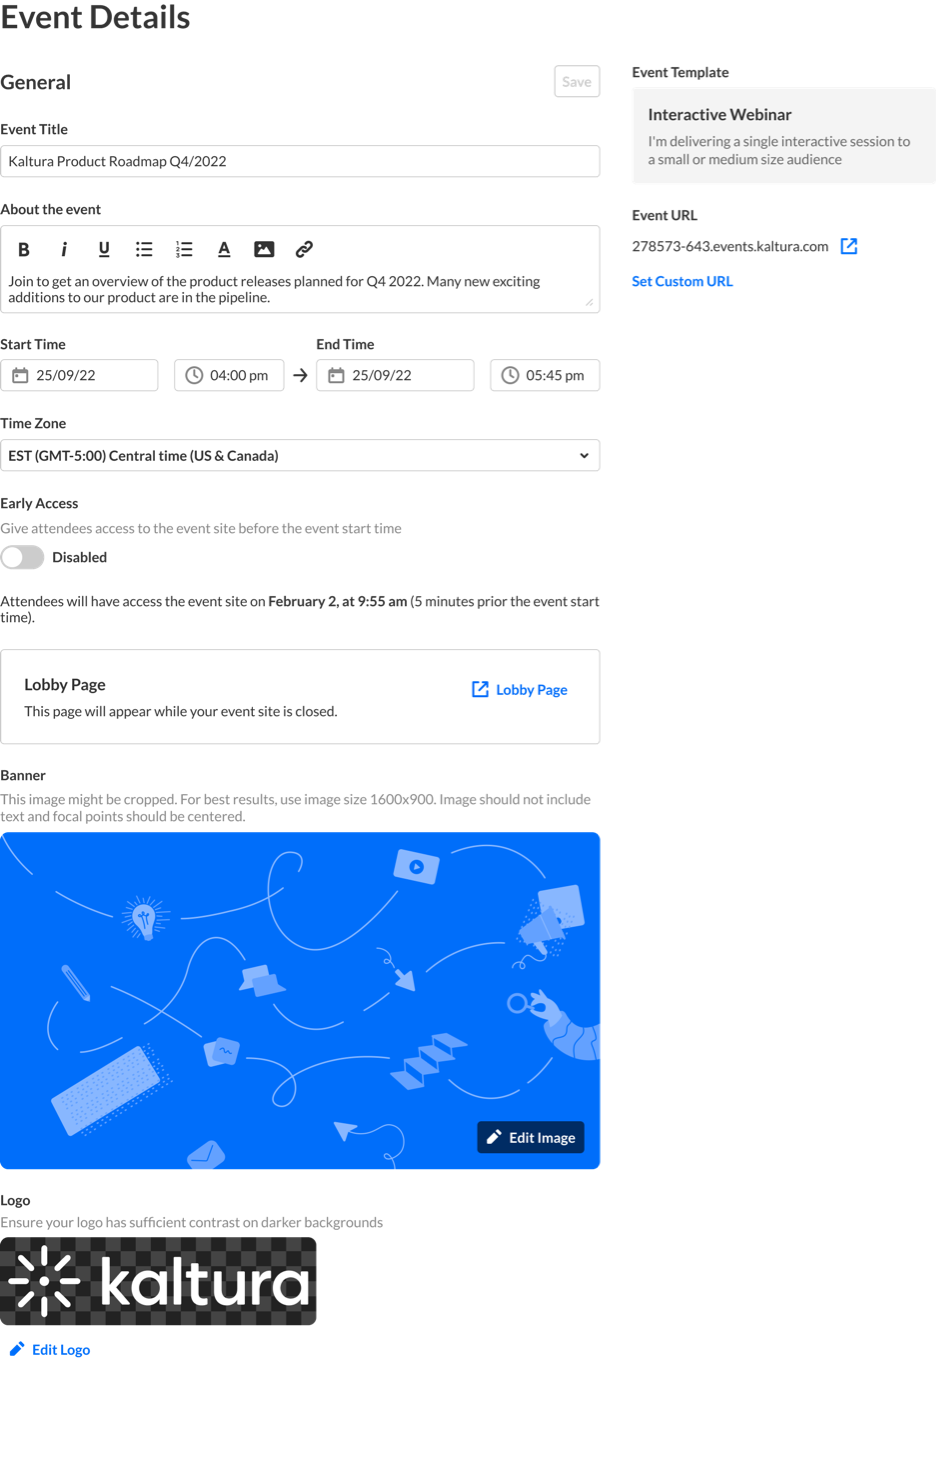 Event Details
General
Save
Event Title
Kaltura Product Roadmap Q4/2022
About the event
B i U A
Join to get an overview of the product releases planned for Q4 2022. Many new exciting
additions to our product are in the pipeline.
Start Time
End Time
25/09/22
04:00 pm
25/09/22
05:45 pm
Time Zone
EST (GMT-5:00) Central time (US & Canada)
Early Access
Give attendees access to the event site before the event start time
Disabled
Attendees will have access the event site on February 2, at 9:55 am (5 minutes prior the event start
time).
Lobby Page
Lobby Page
This page will appear while your event site is closed.
Banner
This image might be cropped. For best results, use image size 1600x900. Image should not include
text and focal points should be centered.
Edit Image
Logo
Ensure your logo has sufficient contrast on darker backgrounds
kaltura
Edit Logo
Event Template
Interactive Webinar
I'm delivering a single interactive session to
a small or medium size audience
Event URL
278573-643.events.kaltura.com
Set Custom URL